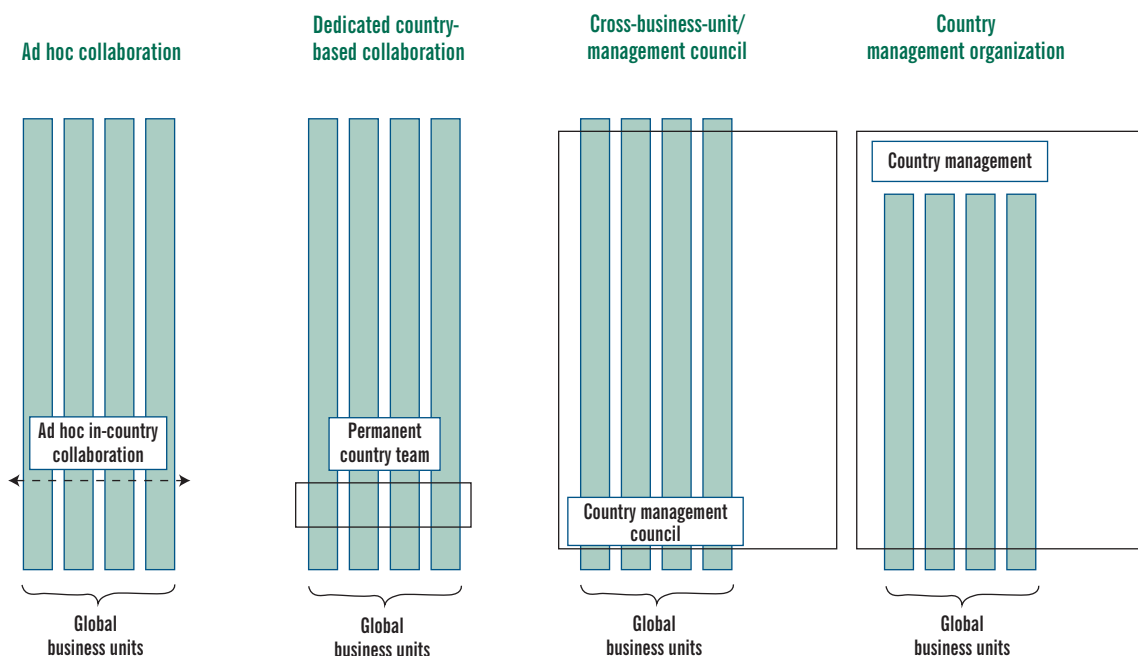 Ad hoc collaboration
Dedicated country-
based collaboration
Cross-business-unit/
management council
Country
management organization
Ad hoc in-country
collaboration
Permanent
country team
Country management
council
Country management
Global
business units
Global
business units
Global
business units
Global
business units